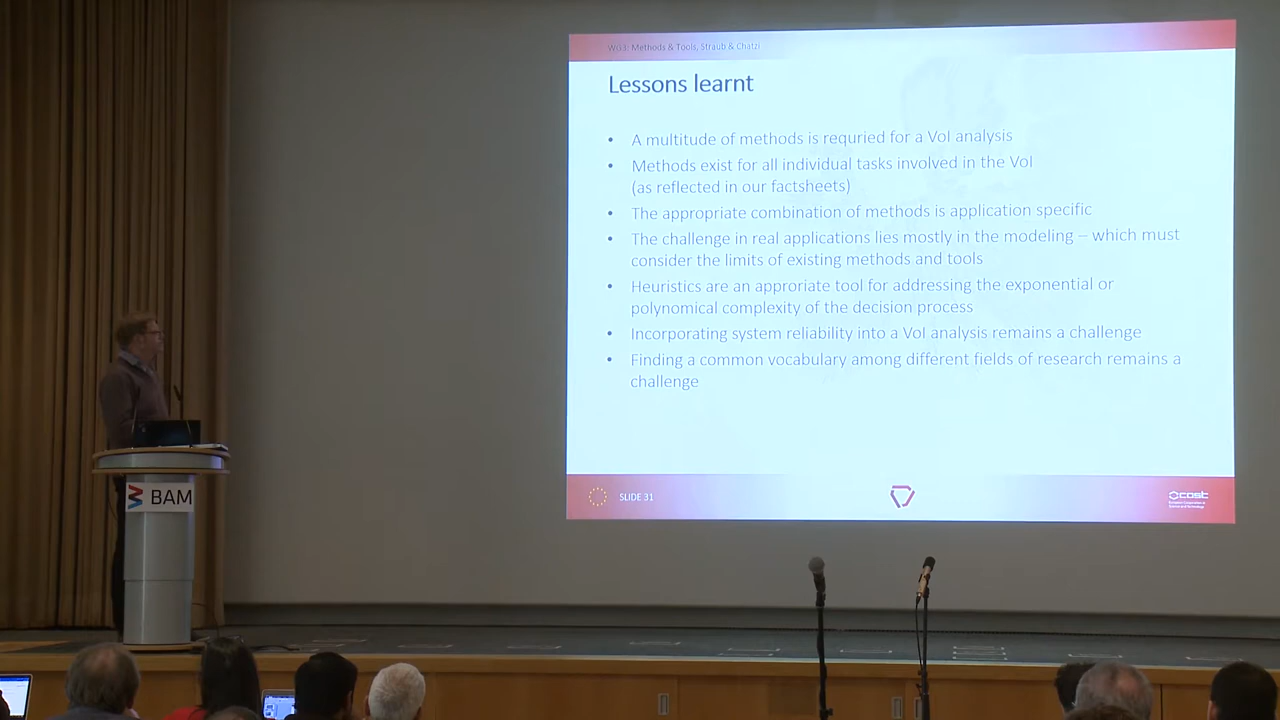 WG3: Methods & Tools, Straub & Chatzi
Lessons learnt
• A multitude of methods is requried for a VoI analysis
• Methods exist for all individual tasks involved in the VoI
(as reflected in our factsheets)
• The appropriate combination of methods is application specific
• The challenge in real applications lies mostly in the modeling – which must
consider the limits of existing methods and tools
• Heuristics are an approriate tool for addressing the exponential or
polynomical complexity of the decision process
• Incorporating system reliability into a VoI analysis remains a challenge
• Finding a common vocabulary among different fields of research remains a
challenge
SLIDE 31
cost
BAM